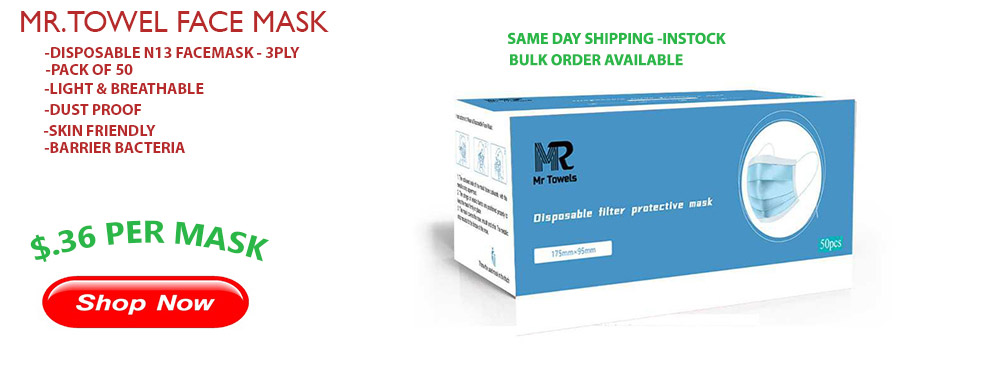 MR.TOWEL FACE MASK
-DISPOSABLE N13 FACEMASK - 3PLY
-PACK OF 50
-LIGHT & BREATHABLE
-DUST PROOF
-SKIN FRIENDLY
-BARRIER BACTERIA
$.36 PER MASK
Shop Now
SAME DAY SHIPPING -INSTOCK
BULK ORDER AVAILABLE
MR
Mr Towels
Disposable filter protective mask
175mm×95mm
50pcs